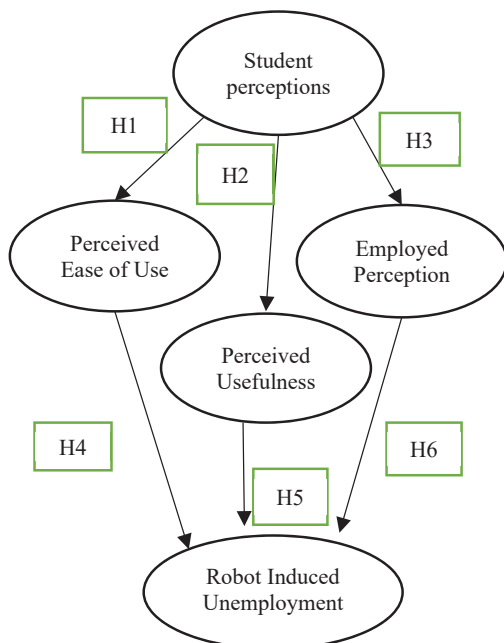 Student
perceptions
H1
H2
H3
Perceived
Ease of Use
Employed
Perception
Perceived
Usefulness
H4
H5
H6
Robot Induced
Unemployment